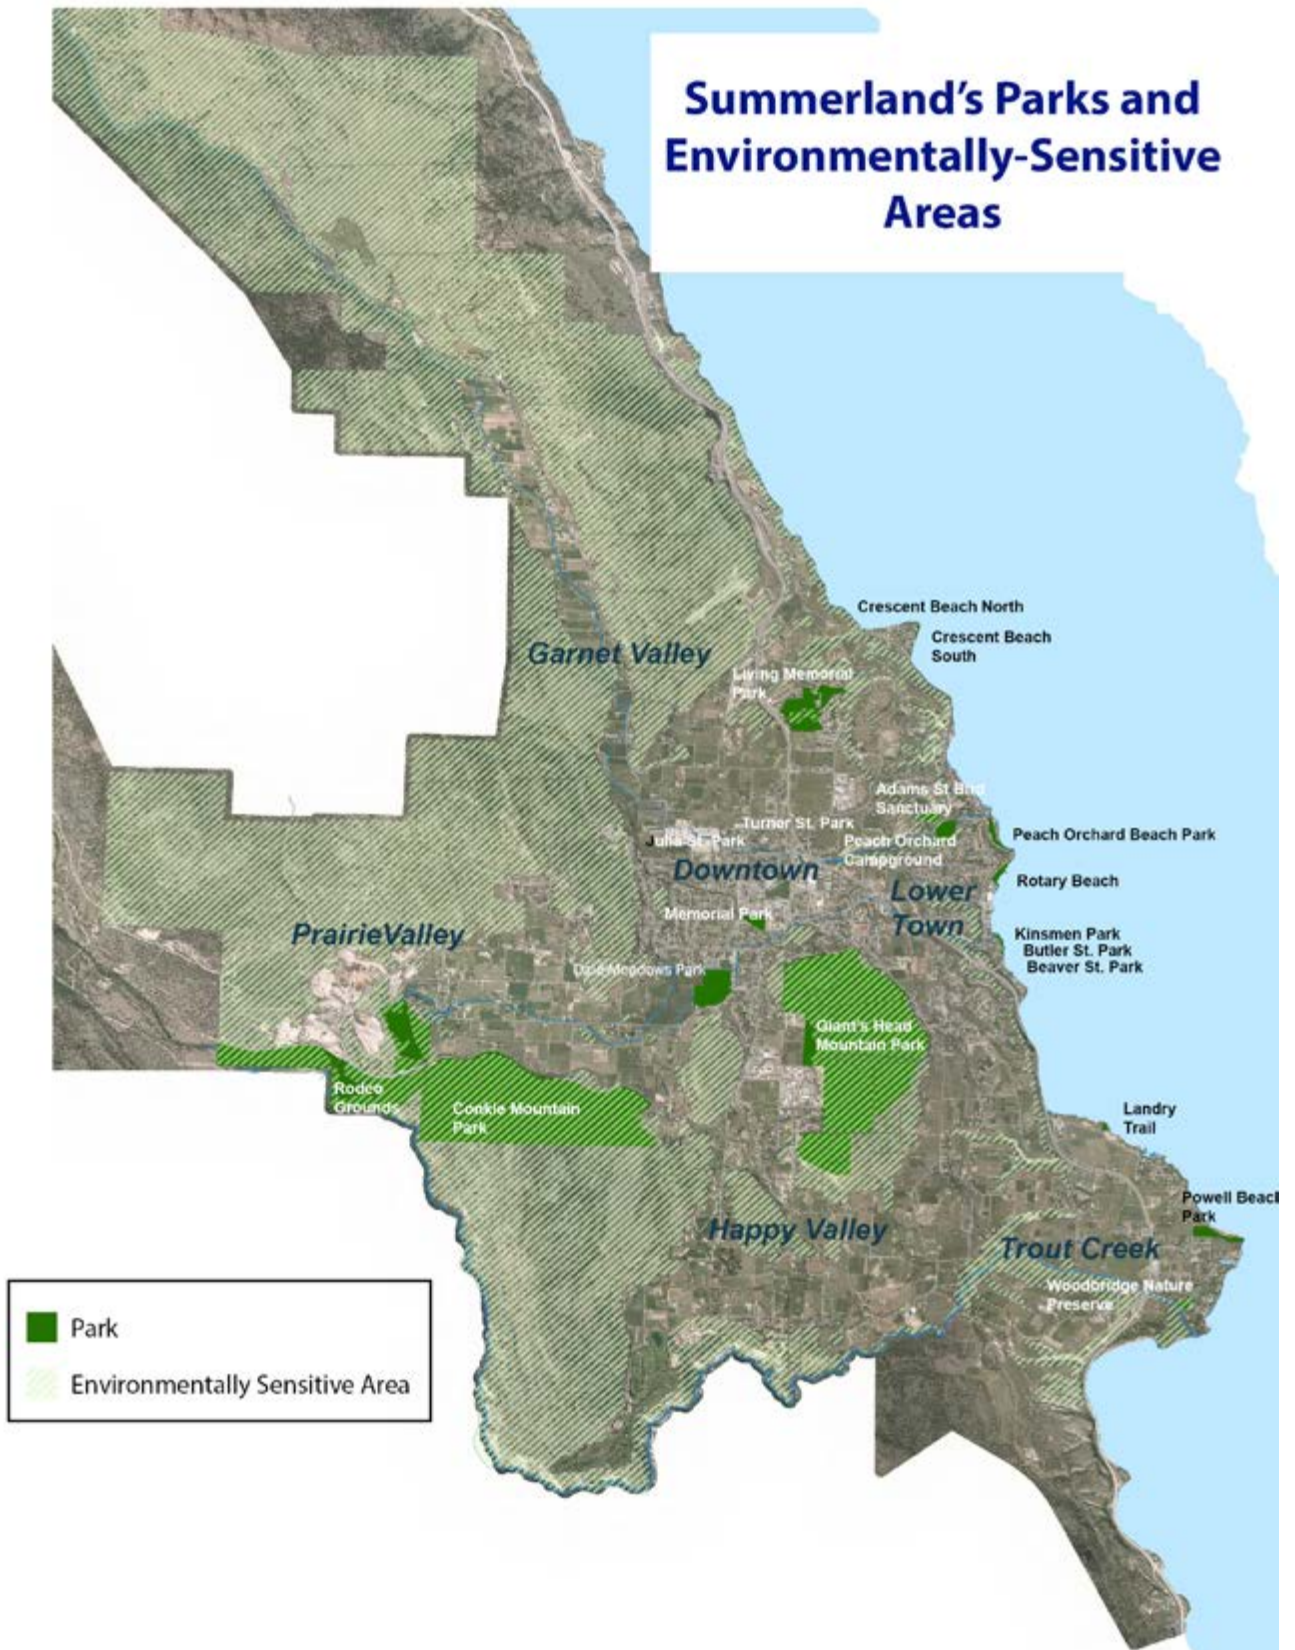 Summerland's Parks and
Environmentally-Sensitive
Areas
Crescent Beach North
Crescent Beach
South
Garnet Valley
Living Memorial
Park
Adams St Bird
Sanctuary
Turner St. Park
Peach Orchard Beach Park
Julia St. Park
Peach Orchard
Campground
Downtown
Rotary Beach
Lower
Town
Memorial Park
PrairieValley
Kinsmen Park
Butler St. Park
Beaver St. Park
Dale Meadows Park
Giant's Head
Mountain Park
Rodeo
Grounds
Conkle Mountain
Park
Landry
Trail
Powell Beach
Park
Happy Valley
Trout Creek
Woodbridge Nature
Preserve
Park
Environmentally Sensitive Area